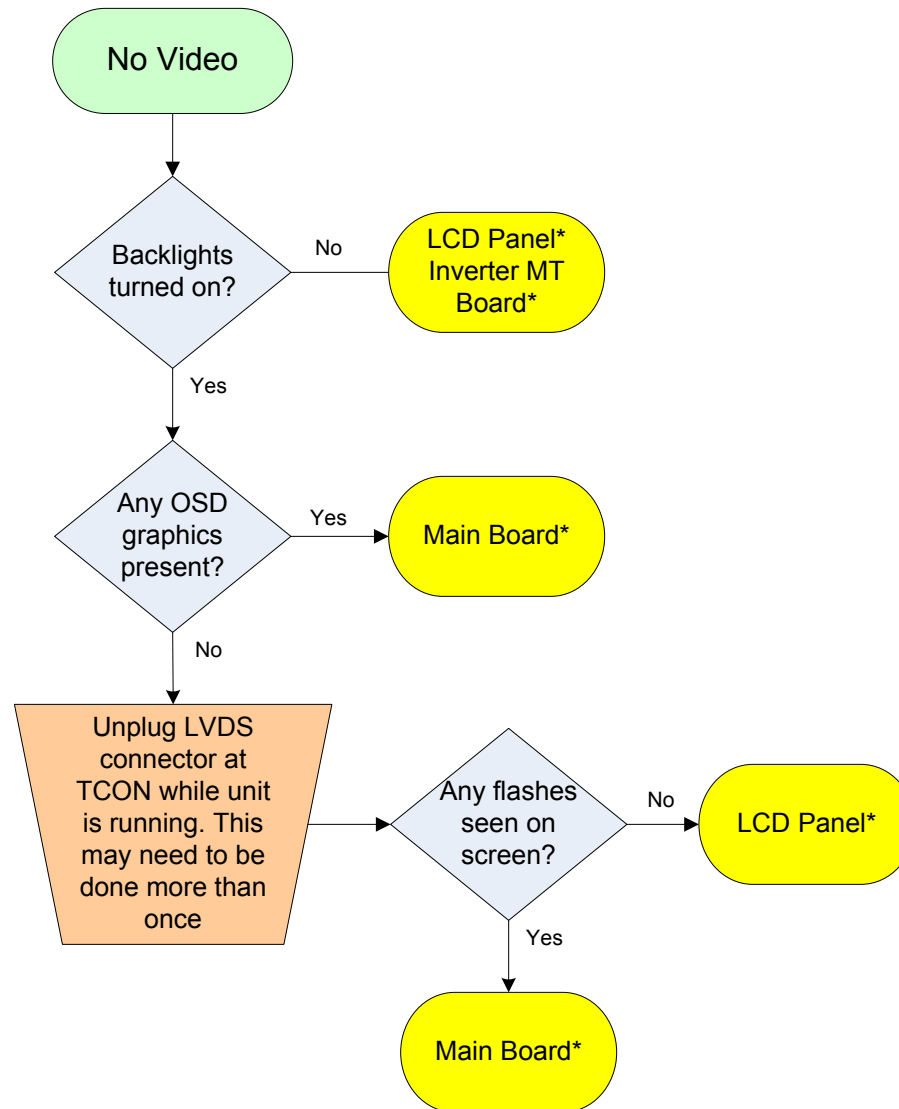 No Video
Backlights
turned on?
No
LCD Panel*
Inverter MT
Board*
Yes
Any OSD
graphics
present?
Yes
Main Board*
No
Unplug LVDS
connector at
TCON while unit
is running. This
may need to be
done more than
once
Any flashes
seen on
screen?
No
LCD Panel*
Yes
Main Board*